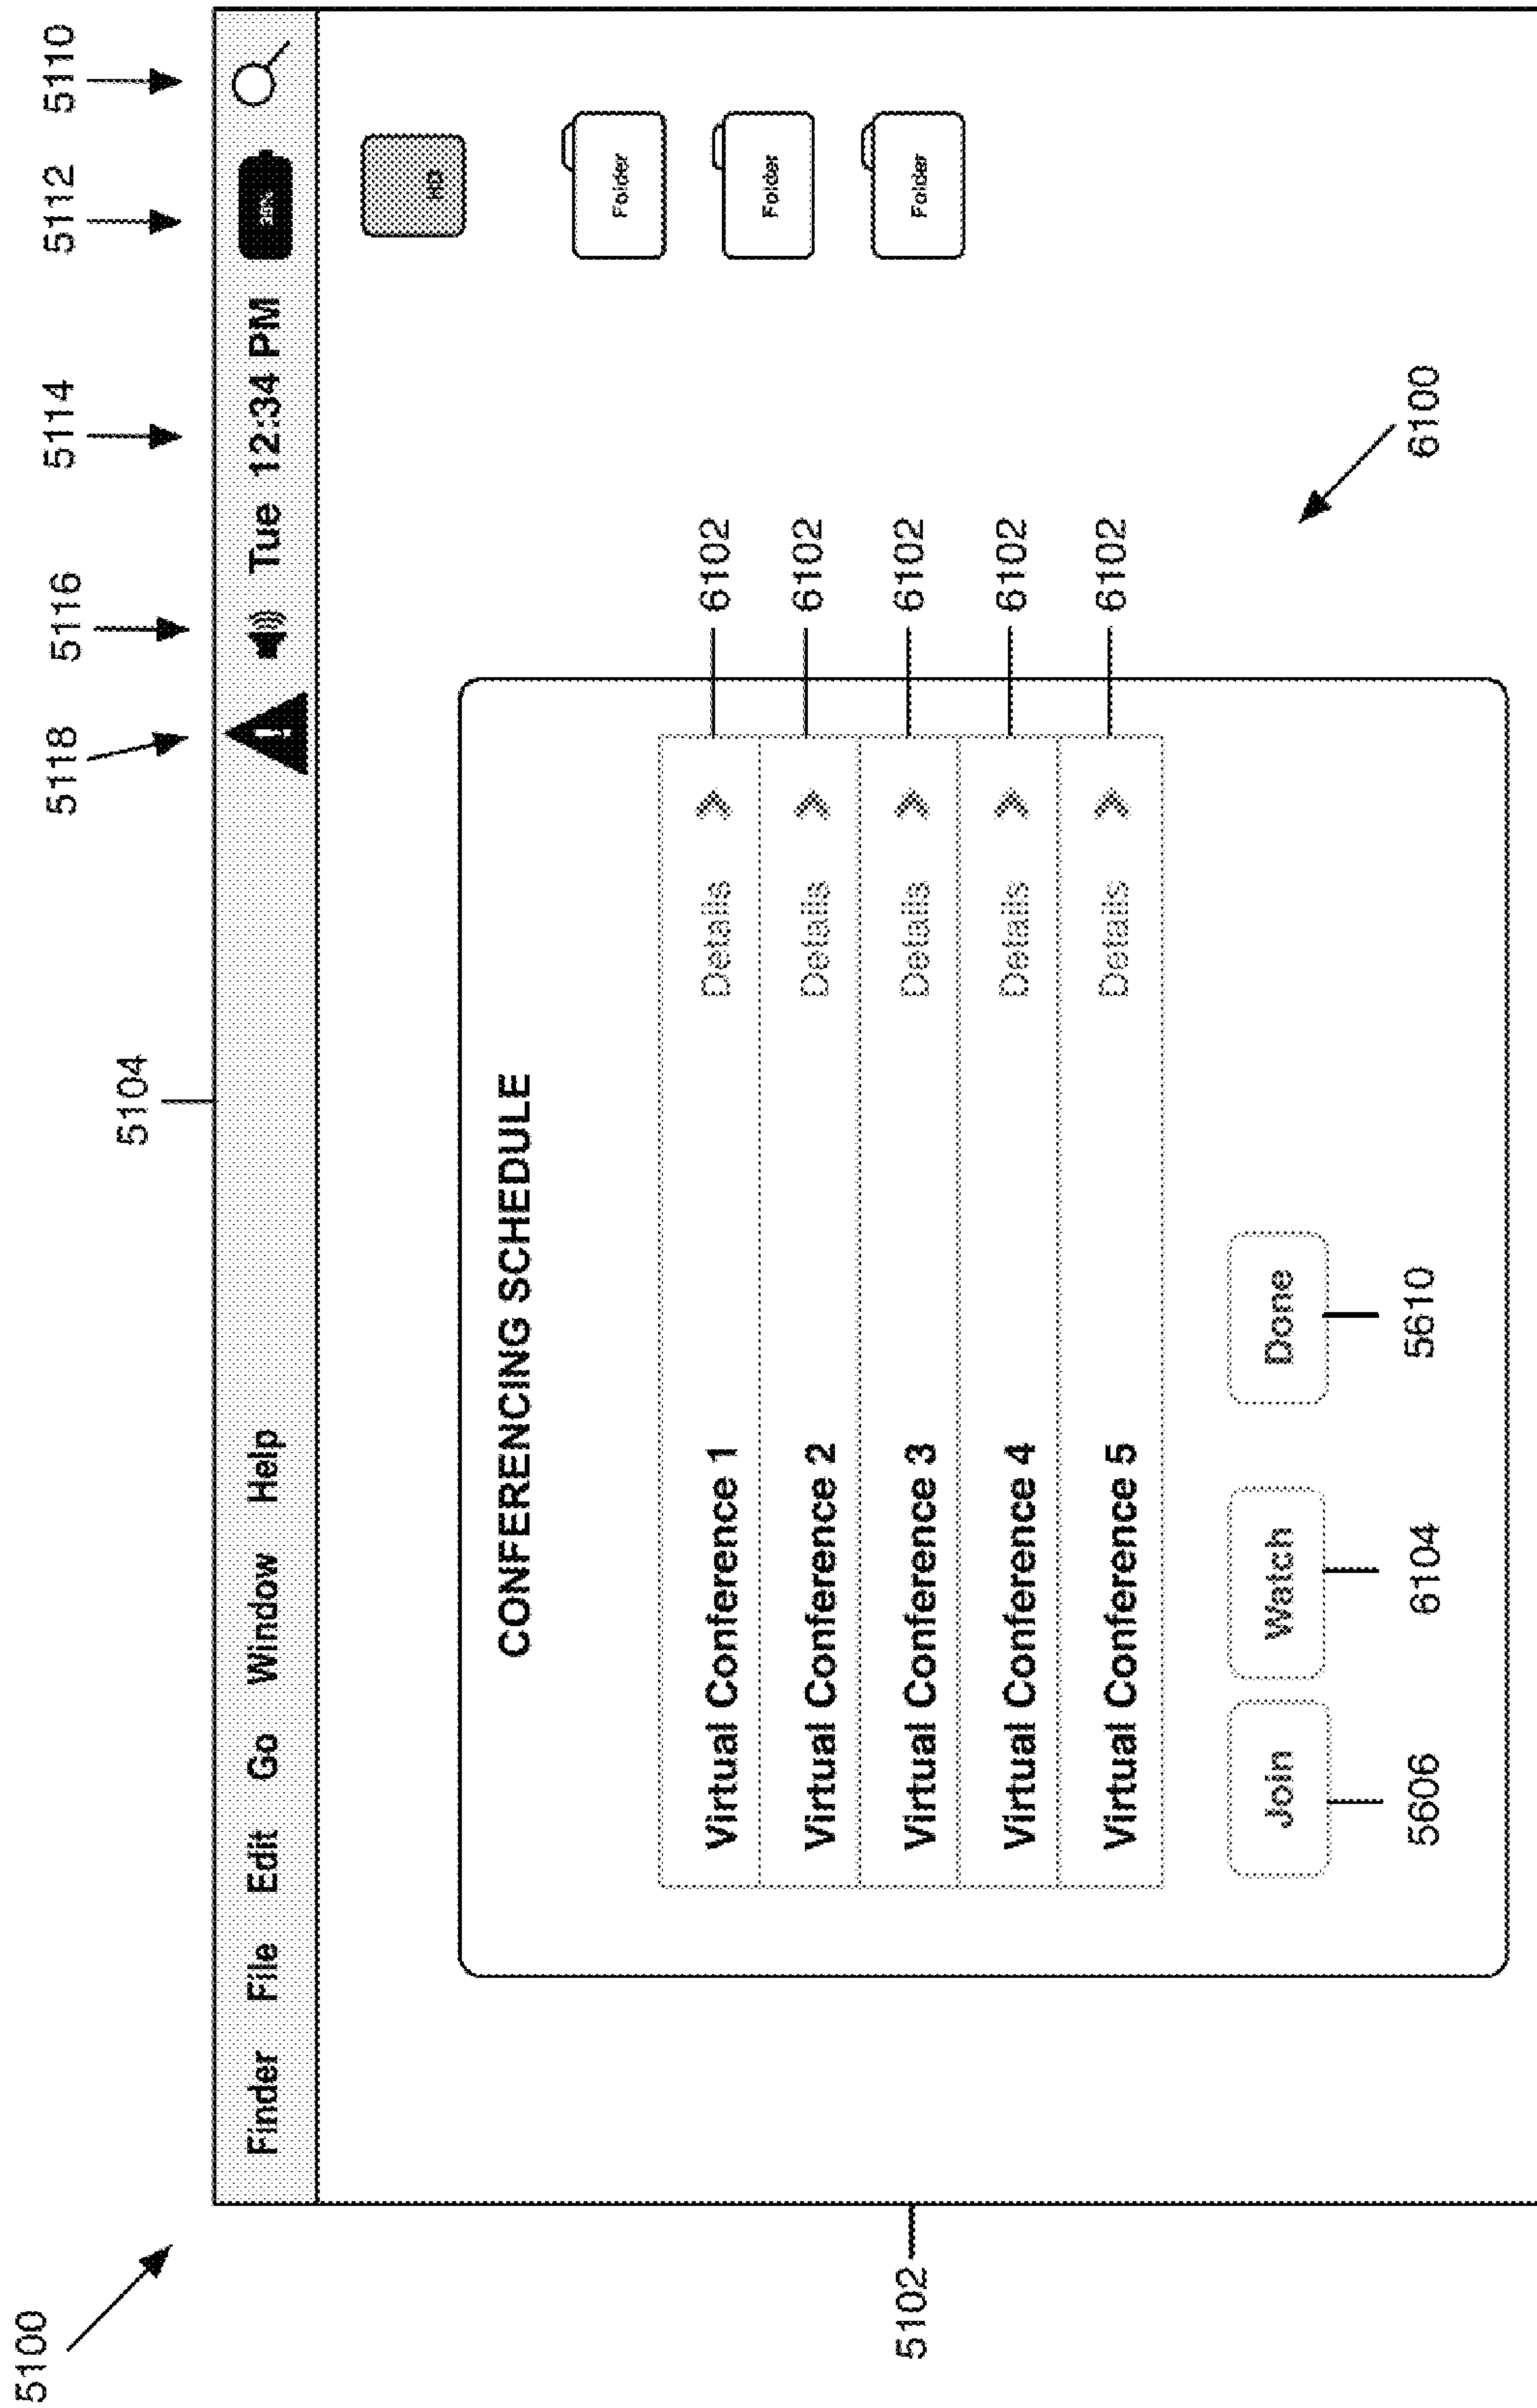 5100
5104
5118
5116
5114
5112
5110
Finder File Edit Go Window Help Tue 12:34 PM
HD
Folder
Folder
Folder
5102
CONFERENCING SCHEDULE
Virtual Conference 1 Details > 6102
Virtual Conference 2 Details > 6102
Virtual Conference 3 Details > 6102
Virtual Conference 4 Details > 6102
Virtual Conference 5 Details > 6102
Join Watch Done
5606 6104 5610
6100